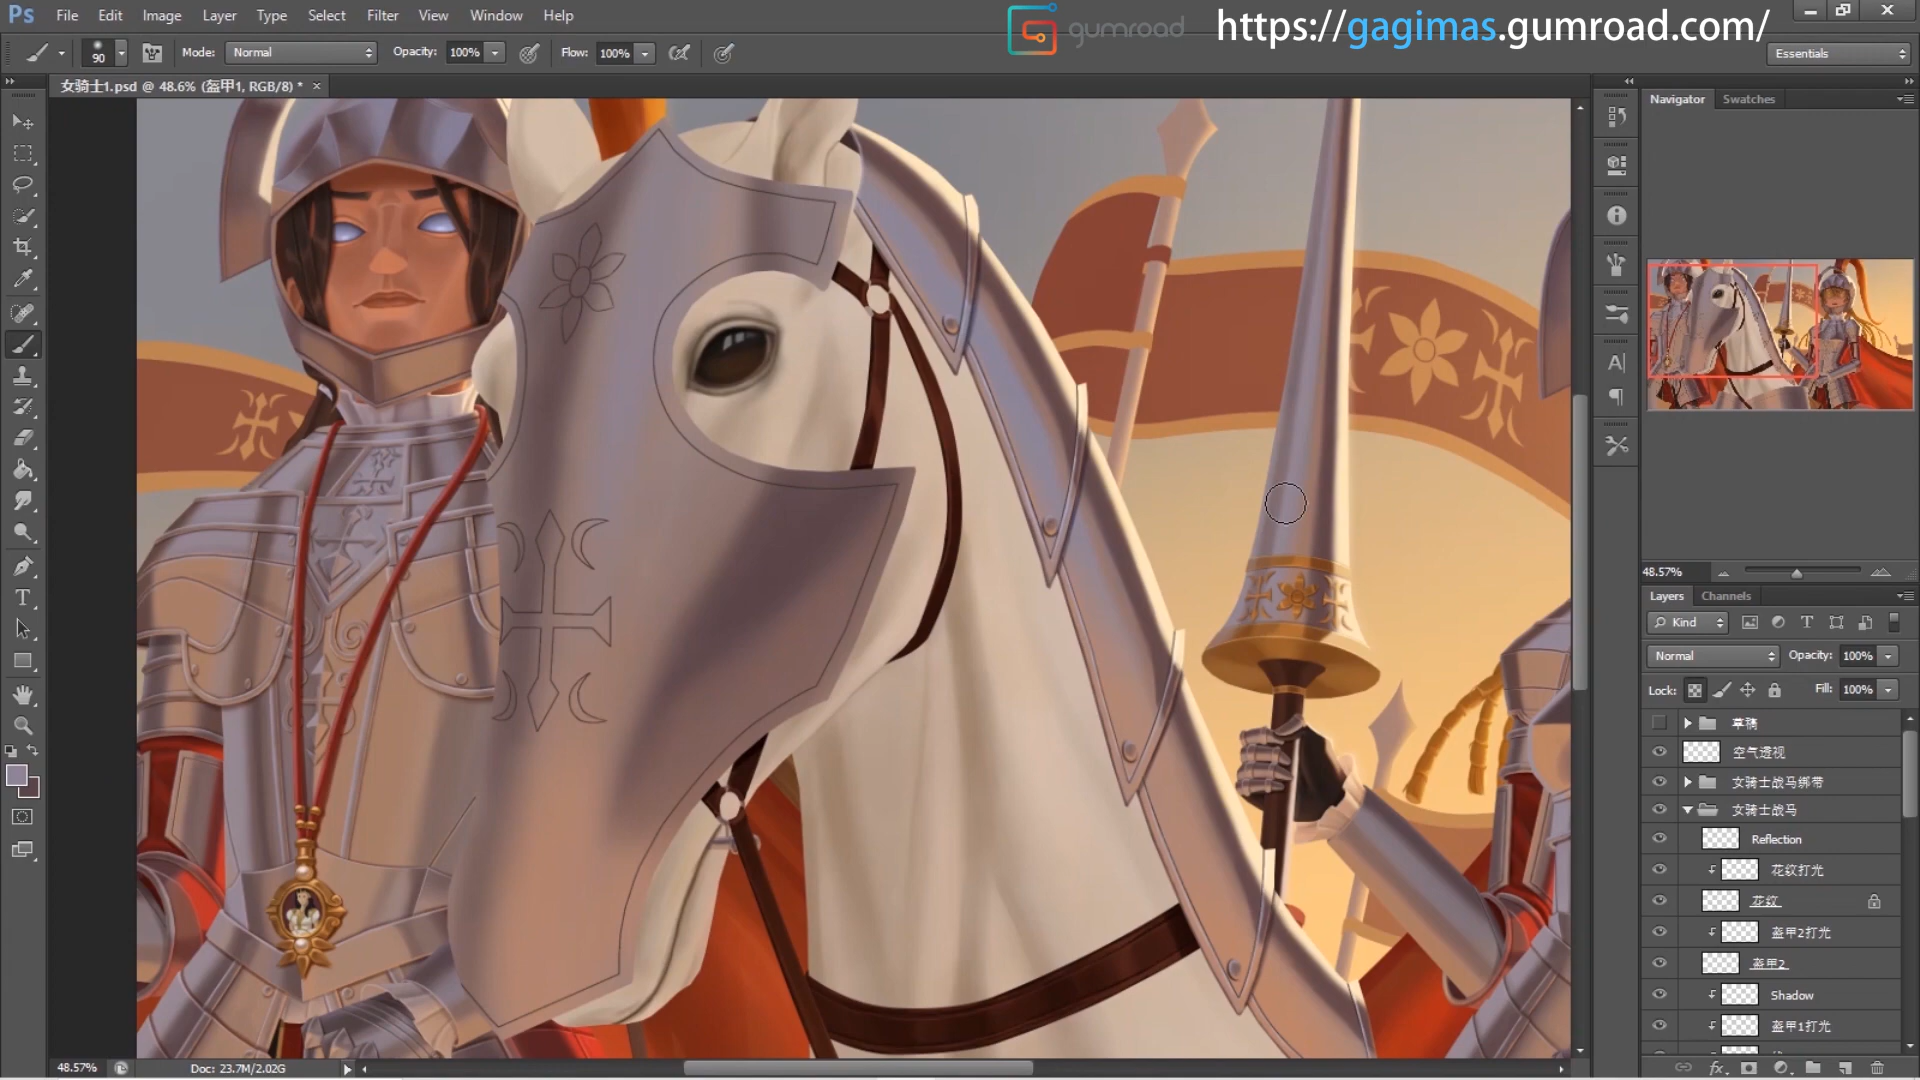 Ps File Edit Image Layer Type Select Filter View Window Help
gumroad https://gagimas.gumroad.com/
90 Mode: Normal Opacity: 100% Flow: 100% Essentials
女骑士1.psd @ 48.6% (盔甲1, RGB/8) * ×
Navigator Swatches
48.57%
Layers Channels
Kind
Normal Opacity: 100%
Lock: Fill: 100%
草稿
空气透视
女骑士战马绑带
女骑士战马
Reflection
花纹打光
花纹
盔甲2打光
盔甲2
Shadow
盔甲1打光
48.57% Doc: 23.7M/2.02G